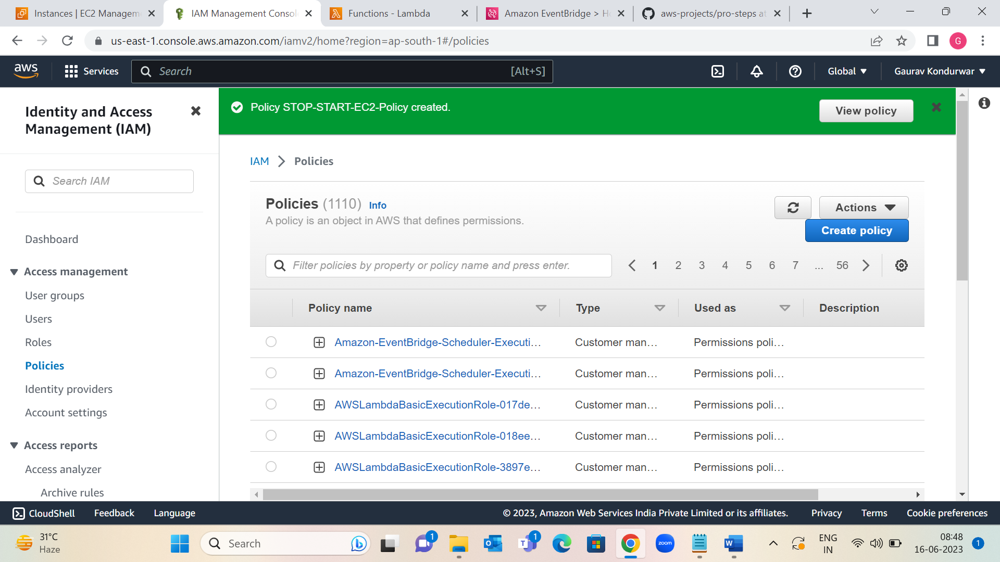 Instances | EC2 Managem
IAM Management Consol
Functions - Lambda
Amazon EventBridge > H
aws-projects/pro-steps at
us-east-1.console.aws.amazon.com/iamv2/home?region=ap-south-1#/policies
G
aws
Services
Search
[Alt+S]
Global
Gaurav Kondurwar
Identity and Access
Management (IAM)
Search IAM
Dashboard
Access management
User groups
Users
Roles
Policies
Identity providers
Account settings
Access reports
Access analyzer
Archive rules
Policy STOP-START-EC2-Policy created.
View policy
IAM
Policies
Policies (1110) Info
A policy is an object in AWS that defines permissions.
Actions
Create policy
Filter policies by property or policy name and press enter.
1 2 3 4 5 6 7 ... 56
Policy name Type Used as Description
Amazon-EventBridge-Scheduler-Executi... Customer man... Permissions poli...
Amazon-EventBridge-Scheduler-Executi... Customer man... Permissions poli...
AWSLambdaBasicExecutionRole-017de... Customer man... Permissions poli...
AWSLambdaBasicExecutionRole-018ee... Customer man... Permissions poli...
AWSLambdaBasicExecutionRole-3897e... Customer man... Permissions poli...
CloudShell Feedback Language
© 2023, Amazon Web Services India Private Limited or its affiliates. Privacy Terms Cookie preferences
31°C
Haze
Search
1
1
zoom
ENG
IN
08:48
16-06-2023
1